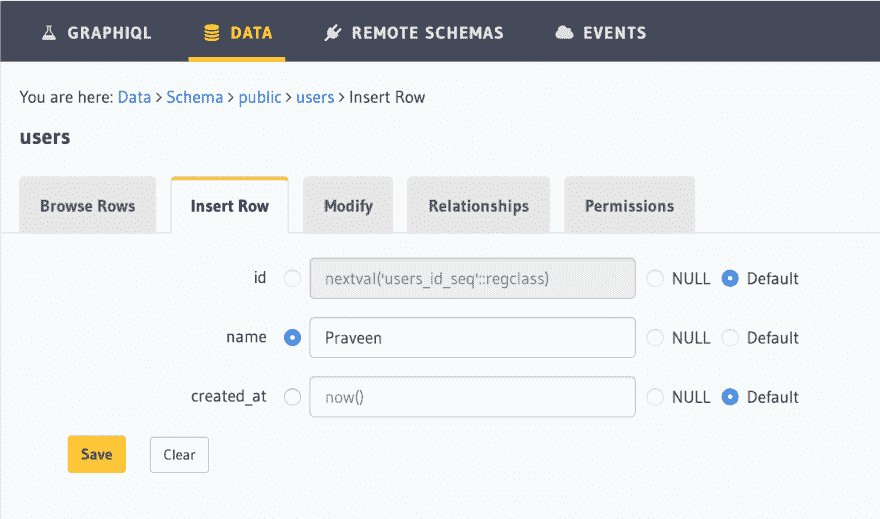 GRAPHIQL DATA REMOTE SCHEMAS EVENTS
You are here: Data > Schema > public > users > Insert Row
users
Browse Rows Insert Row Modify Relationships Permissions
id nextval('users_id_seq'::regclass) NULL Default
name Praveen NULL Default
created_at now() NULL Default
Save Clear